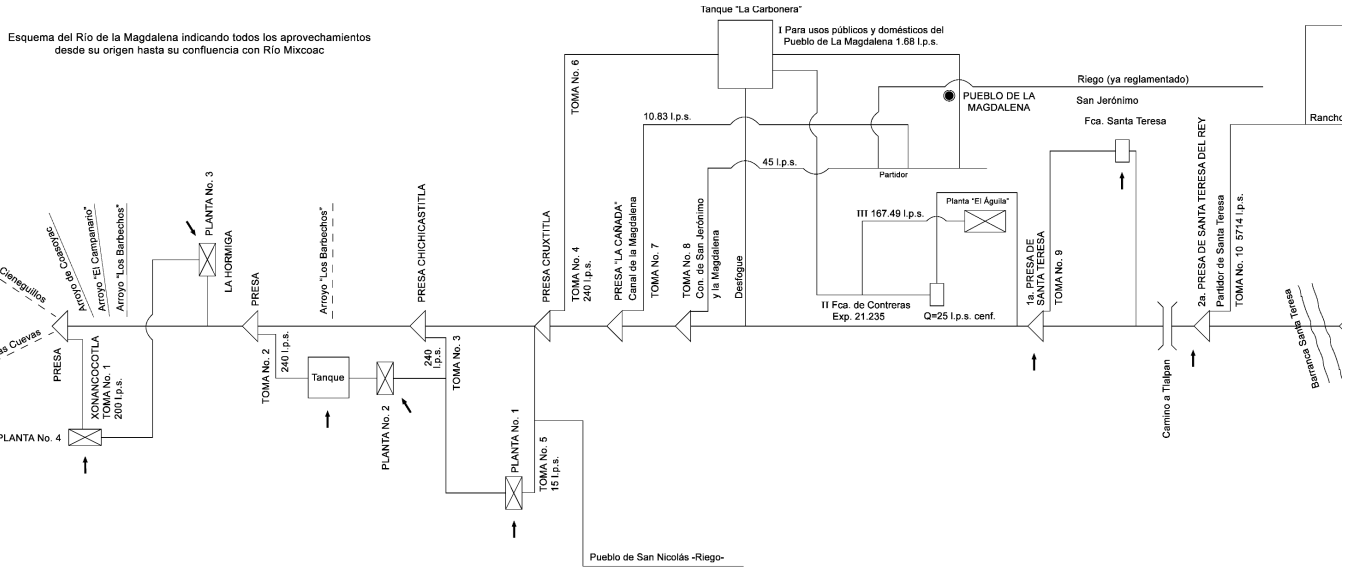 Esquema del Río de la Magdalena indicando todos los aprovechamientos
desde su origen hasta su confluencia con Río Mixcoac
Tanque "La Carbonera"
I Para usos públicos y domésticos del
Pueblo de La Magdalena 1.68 l.p.s.
TOMA No. 6
Riego (ya reglamentado)
PUEBLO DE LA
MAGDALENA
San Jerónimo
Fca. Santa Teresa
10.83 l.p.s.
45 l.p.s.
Partidor
Cieneguillos
Arroyo de Coasoyac
Arroyo "El Campanario"
Arroyo "Los Barbechos"
PLANTA No. 3
LA HORMIGA
PRESA
Arroyo "Los Barbechos"
PRESA CHICHICASTITLA
PRESA CRUXTITLA
TOMA No. 4
240 l.p.s.
PRESA "LA CAÑADA"
Canal de la Magdalena
TOMA No. 7
TOMA No. 8
Con. de San Jerónimo
y la Magdalena
Desfogue
III 167.49 l.p.s.
Planta "El Águila"
II Fca. de Contreras
Exp. 21.235
Q=25 l.p.s. cenf.
1a. PRESA DE
SANTA TERESA
TOMA No. 9
Camino a Tlalpan
2a. PRESA DE SANTA TERESA DEL REY
Partidor de Santa Teresa
TOMA No. 10 5714 l.p.s.
Rancho
Barranca Santa Teresa
as Cuevas
PRESA
XONANCOCOTLA
TOMA No. 1
200 l.p.s.
PLANTA No. 4
TOMA No. 2
240 l.p.s.
Tanque
PLANTA No. 2
240
l.p.s.
TOMA No. 3
PLANTA No. 1
TOMA No. 5
15 l.p.s.
Pueblo de San Nicolás -Riego-